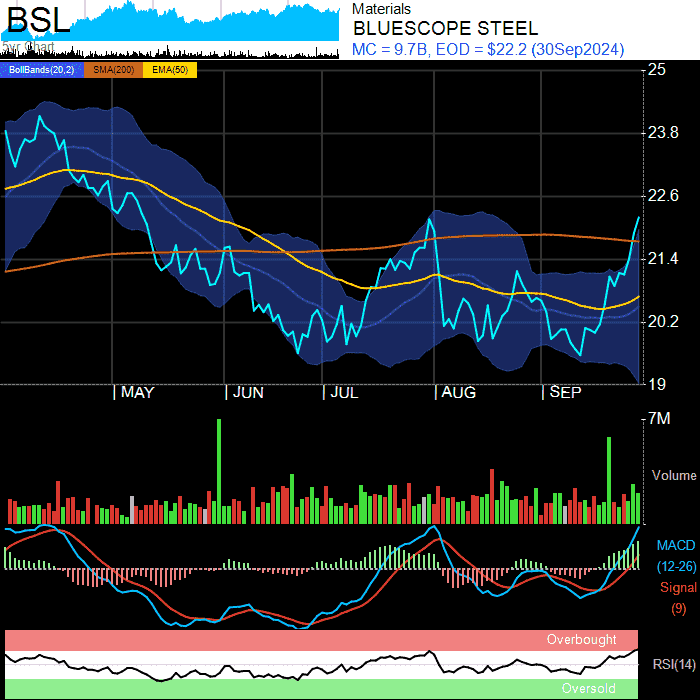 BSL
5yr Chart
Materials
BLUESCOPE STEEL
MC = 9.7B, EOD = $22.2 (30Sep2024)
BollBands(20,2) SMA(200) EMA(50)
25
23.8
22.6
21.4
20.2
19
MAY JUN JUL AUG SEP
7M
Volume
MACD
(12-26)
Signal
(9)
Overbought
RSI(14)
Oversold